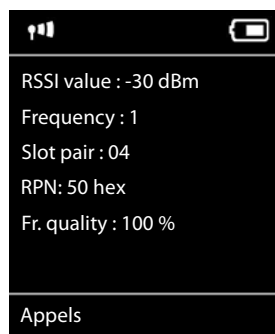 RSSI value : -30 dBm
Frequency : 1
Slot pair : 04
RPN: 50 hex
Fr. quality : 100 %
Appels